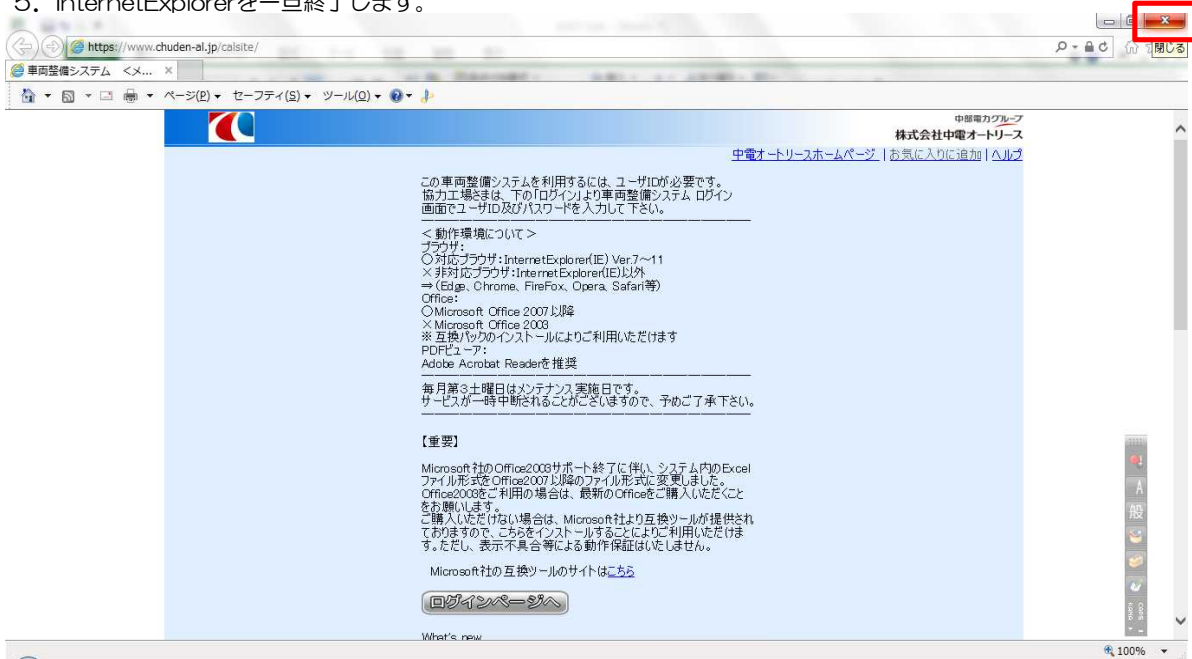 5．InternetExplorerを一旦終了します。
https://www.chuden-al.jp/calsite/
閉じる
車両整備システム <メ... ×
ページ(P) セーフティ(S) ツール(O)
中部電力グループ
株式会社中電オートリース
中電オートリースホームページ | お気に入りに追加 | ヘルプ
この車両整備システムを利用するには、ユーザIDが必要です。
協力工場さまは、下の「ログイン」より車両整備システム ログイン
画面でユーザID及びパスワードを入力して下さい。
＜動作環境について＞
ブラウザ：
○対応ブラウザ：InternetExplorer(IE) Ver.7～11
×非対応ブラウザ：InternetExplorer(IE)以外
⇒(Edge、Chrome、FireFox、Opera、Safari等)
Office：
○Microsoft Office 2007以降
×Microsoft Office 2003
※ 互換パックのインストールによりご利用いただけます
PDFビューア：
Adobe Acrobat Readerを推奨
毎月第3土曜日はメンテナンス実施日です。
サービスが一時中断されることがございますので、予めご了承下さい。
【重要】
Microsoft社のOffice2003サポート終了に伴い、システム内のExcel
ファイル形式をOffice2007以降のファイル形式に変更しました。
Office2003をご利用の場合は、最新のOfficeをご購入いただくこと
をお願いします。
ご購入いただけない場合は、Microsoft社より互換ツールが提供され
ておりますので、こちらをインストールすることによりご利用いただけま
す。ただし、表示不具合等による動作保証はいたしません。
Microsoft社の互換ツールのサイトはこちら
ログインページへ
What's new
A
般
CAPS
KANA
100%